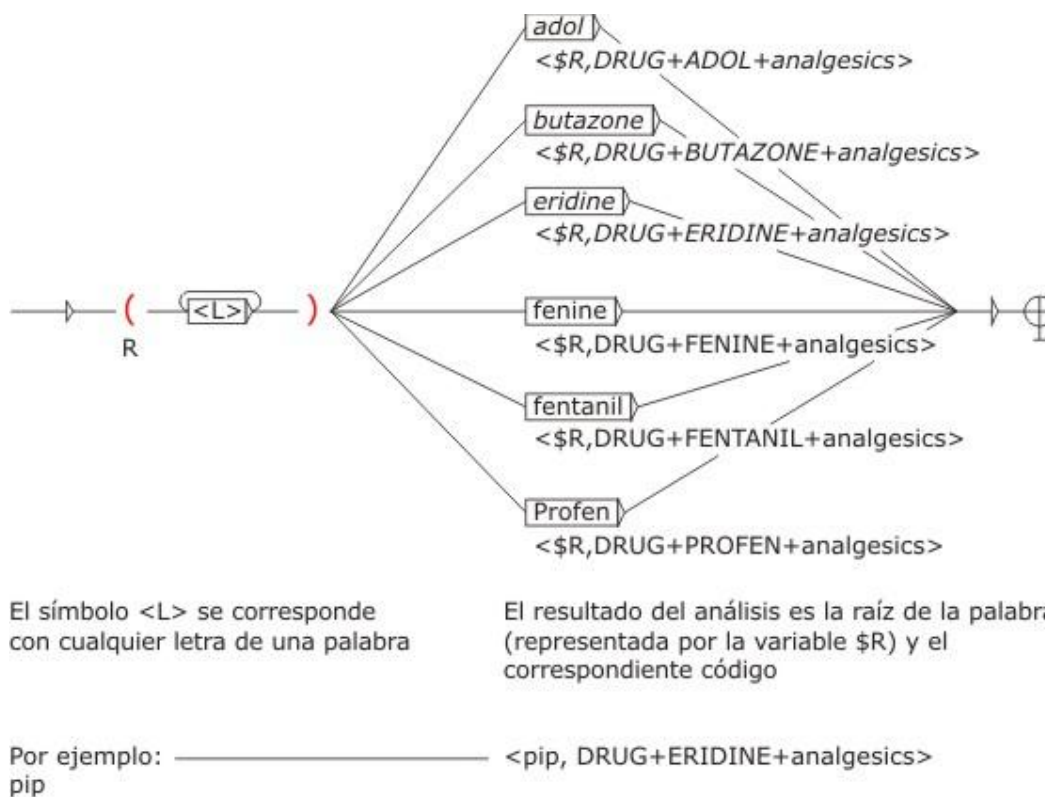 adol
<$R,DRUG+ADOL+analgesics>
butazone
<$R,DRUG+BUTAZONE+analgesics>
eridine
<$R,DRUG+ERIDINE+analgesics>
( <L> )
R
fenine
<$R,DRUG+FENINE+analgesics>
fentanil
<$R,DRUG+FENTANIL+analgesics>
Profen
<$R,DRUG+PROFEN+analgesics>
El símbolo <L> se corresponde
con cualquier letra de una palabra
El resultado del análisis es la raíz de la palabra
(representada por la variable $R) y el
correspondiente código
Por ejemplo:
pip
<pip, DRUG+ERIDINE+analgesics>